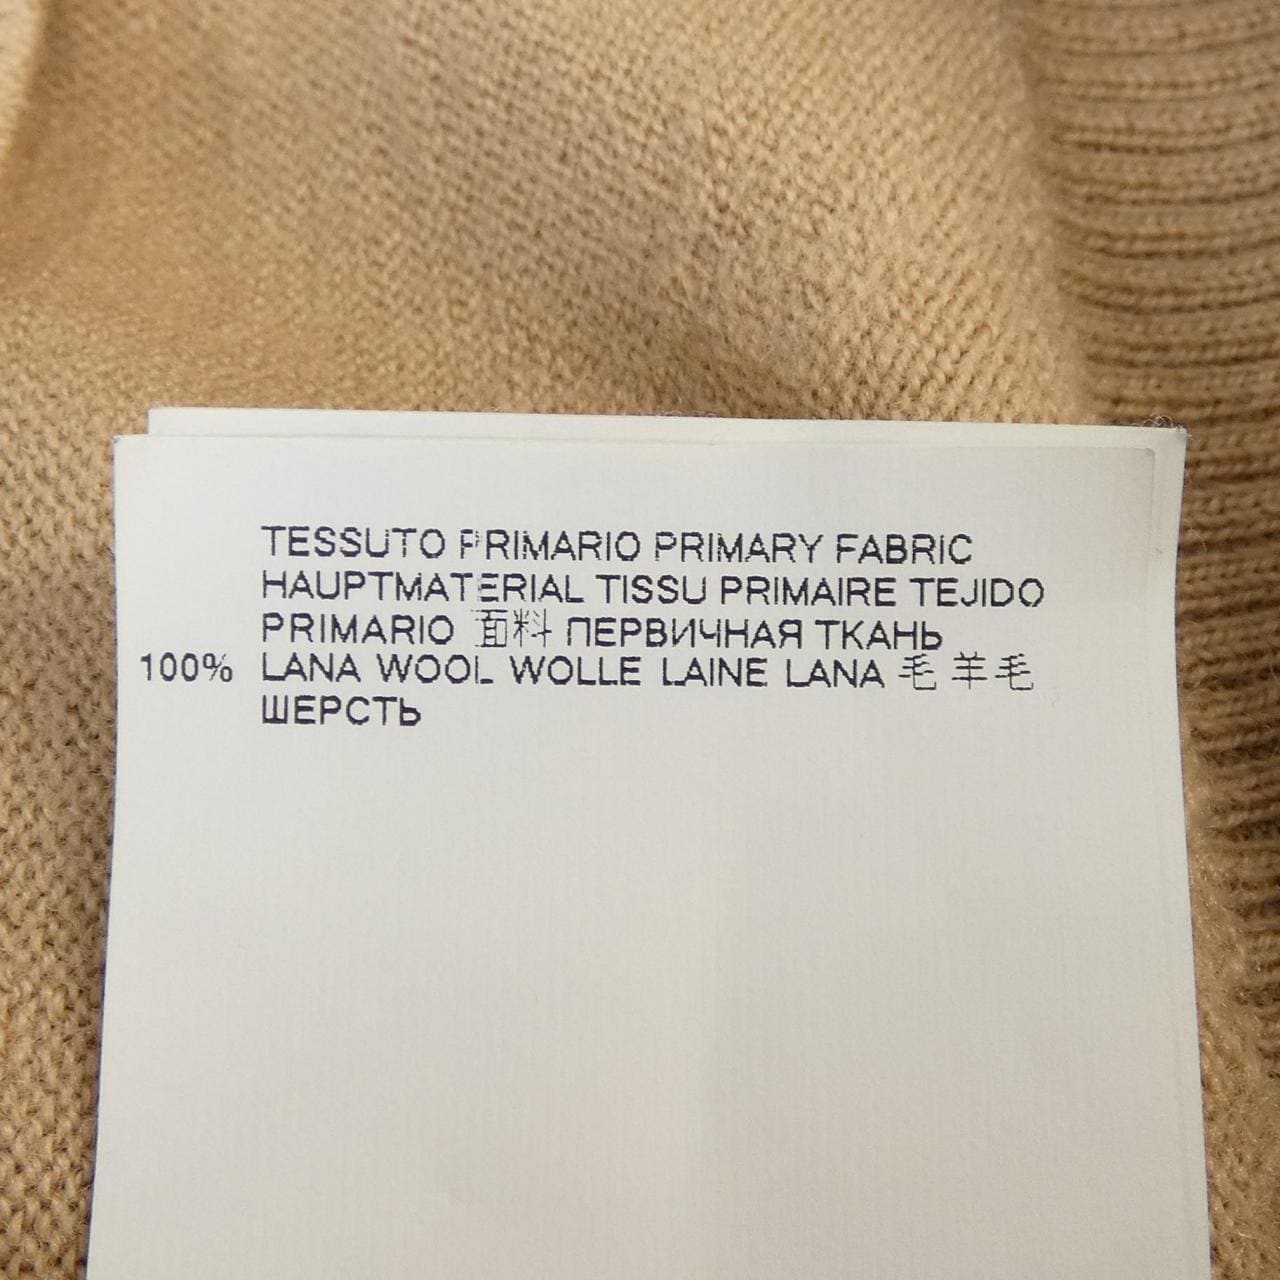 TESSUTO PRIMARIO PRIMARY FABRIC
HAUPTMATERIAL TISSU PRIMAIRE TEJIDO
PRIMARIO 面料 ПЕРВИЧНАЯ ТКАНЬ
100% LANA WOOL WOLLE LAINE LANA 毛 羊毛
ШЕРСТЬ